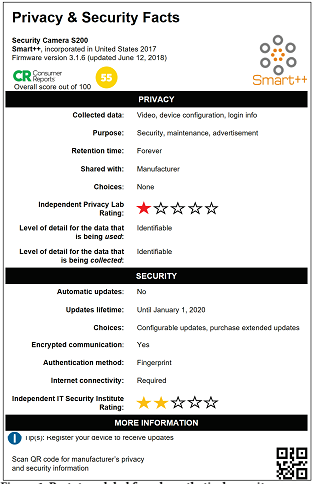 Privacy & Security Facts
Security Camera S200
Smart++, incorporated in United States 2017
Firmware version 3.1.6 (updated June 12, 2018)
CR Consumer Reports
55
Overall score out of 100
Smart++
PRIVACY
Collected data: Video, device configuration, login info
Purpose: Security, maintenance, advertisement
Retention time: Forever
Shared with: Manufacturer
Choices: None
Independent Privacy Lab
Rating:
Level of detail for the data that Identifiable
is being used:
Level of detail for the data that Identifiable
is being collected:
SECURITY
Automatic updates: No
Updates lifetime: Until January 1, 2020
Choices: Configurable updates, purchase extended updates
Encrypted communication: Yes
Authentication method: Fingerprint
Internet connectivity: Required
Independent IT Security Institute
Rating:
MORE INFORMATION
Tip(s): Register your device to receive updates
Scan QR code for manufacturer's privacy
and security information